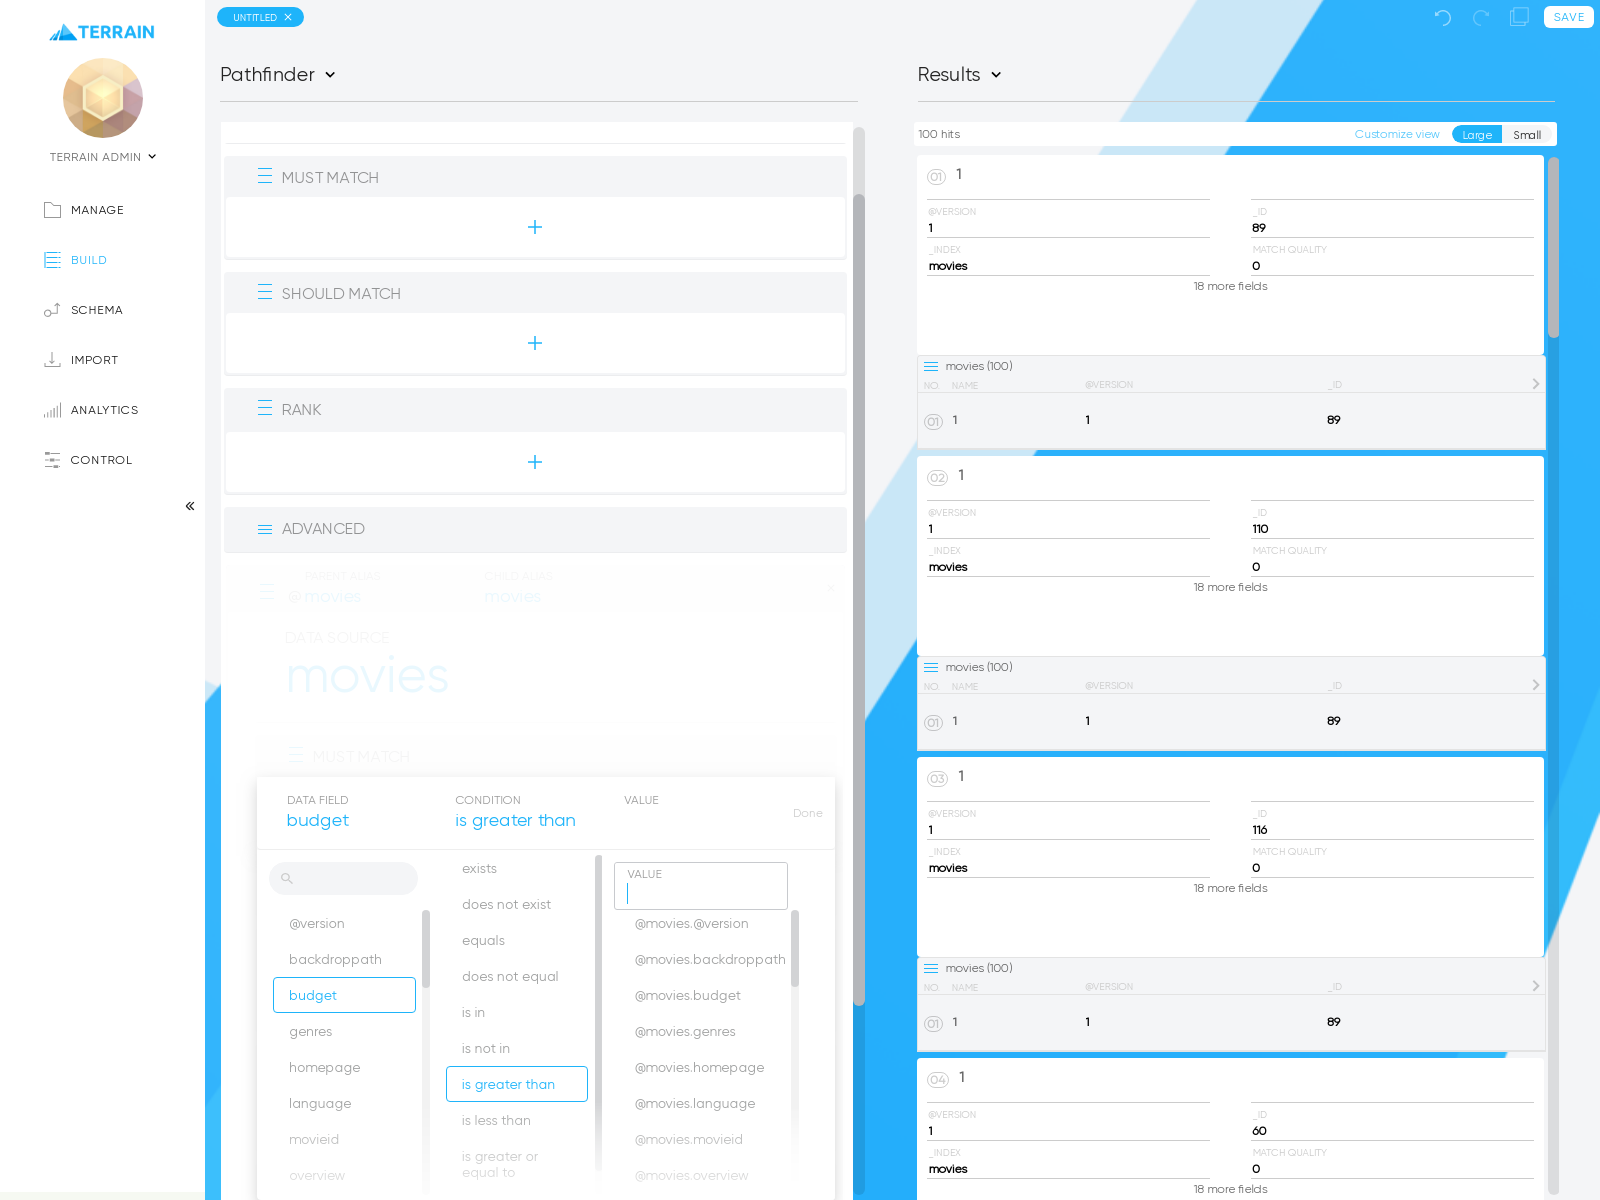 TERRAIN
TERRAIN ADMIN
MANAGE
BUILD
SCHEMA
IMPORT
ANALYTICS
CONTROL
UNTITLED
SAVE
Pathfinder
MUST MATCH
SHOULD MATCH
RANK
ADVANCED
PARENT ALIAS CHILD ALIAS
@ movies movies
DATA SOURCE
movies
MUST MATCH
DATA FIELD CONDITION VALUE
budget is greater than Done
@version
backdroppath
budget
genres
homepage
language
movieid
overview
exists
does not exist
equals
does not equal
is in
is not in
is greater than
is less than
is greater or
equal to
VALUE
@movies.@version
@movies.backdroppath
@movies.budget
@movies.genres
@movies.homepage
@movies.language
@movies.movieid
@movies.overview
Results
100 hits Customize view Large Small
01 1
@VERSION _ID
1 89
_INDEX MATCH QUALITY
movies 0
18 more fields
movies (100)
NO. NAME @VERSION _ID
01 1 1 89
02 1
@VERSION _ID
1 110
_INDEX MATCH QUALITY
movies 0
18 more fields
movies (100)
NO. NAME @VERSION _ID
01 1 1 89
03 1
@VERSION _ID
1 116
_INDEX MATCH QUALITY
movies 0
18 more fields
movies (100)
NO. NAME @VERSION _ID
01 1 1 89
04 1
@VERSION _ID
1 60
_INDEX MATCH QUALITY
movies 0
18 more fields